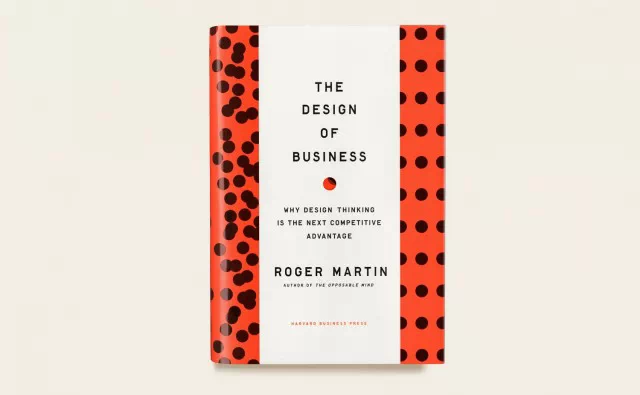 THE
DESIGN
OF
BUSINESS
WHY DESIGN THINKING
IS THE NEXT COMPETITIVE
ADVANTAGE
ROGER MARTIN
AUTHOR OF THE OPPOSABLE MIND
HARVARD BUSINESS PRESS